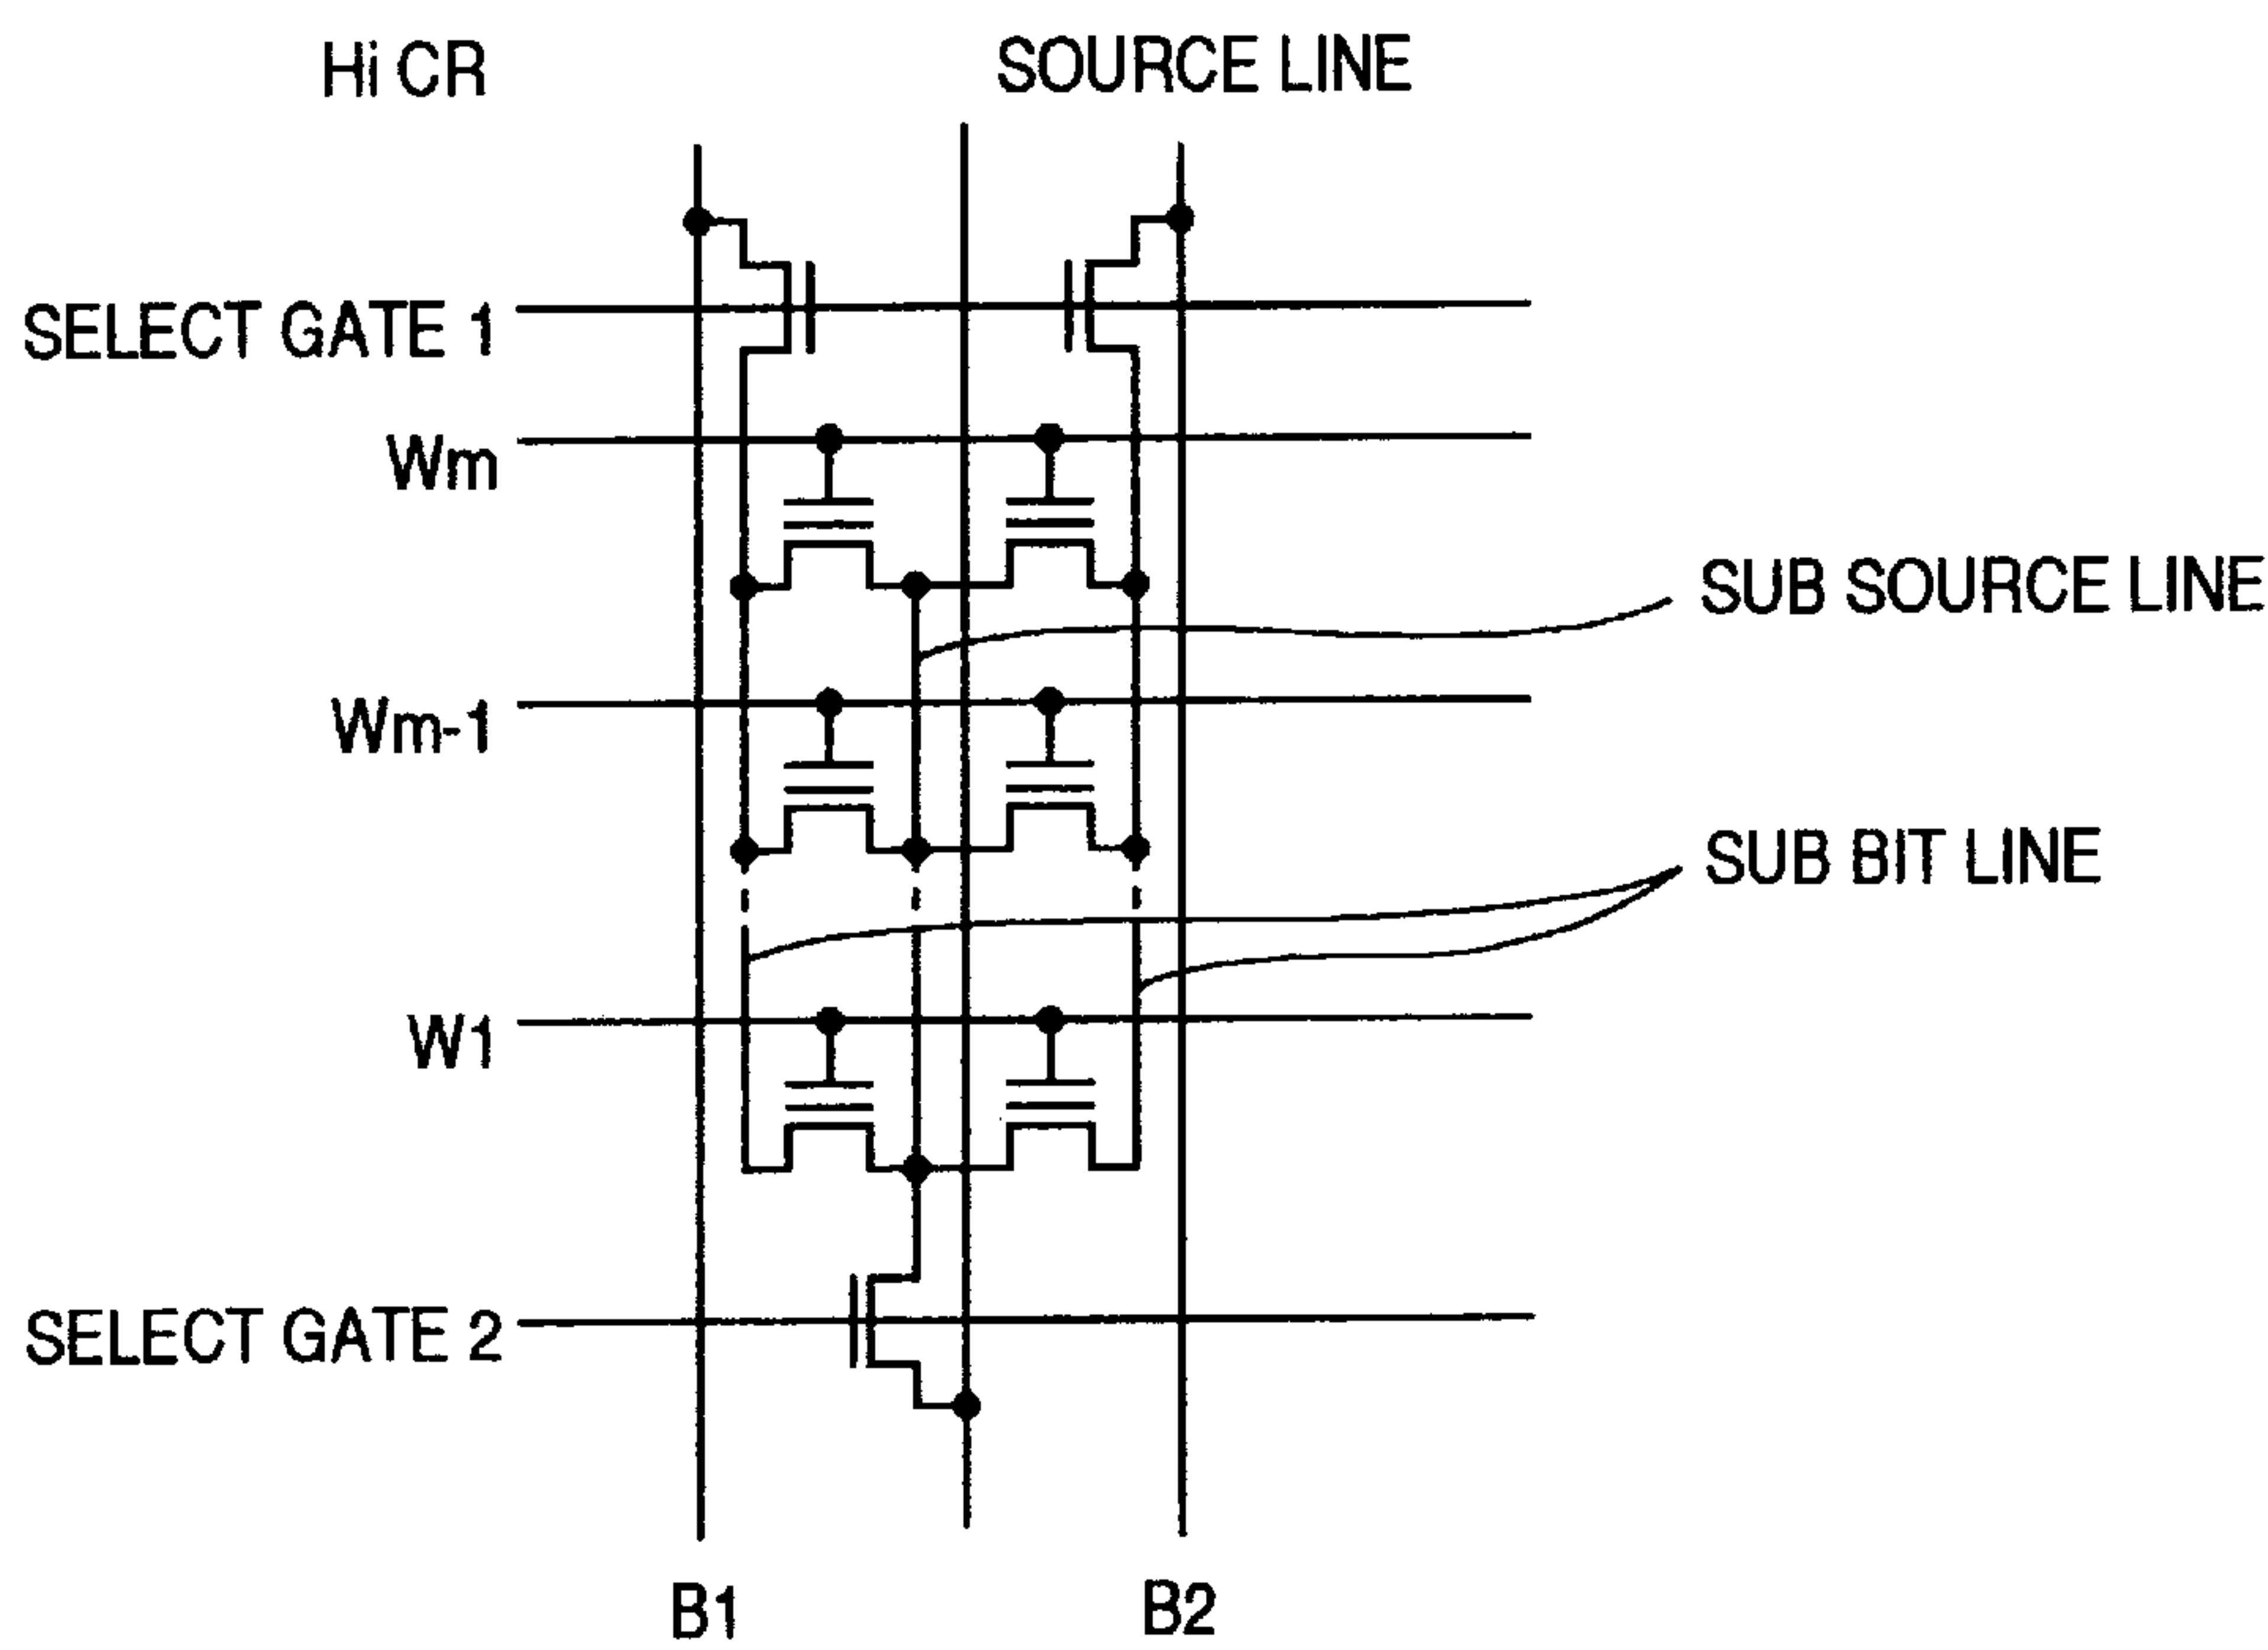 Hi CR
SOURCE LINE
SELECT GATE 1
Wm
SUB SOURCE LINE
Wm-1
SUB BIT LINE
W1
SELECT GATE 2
B1
B2